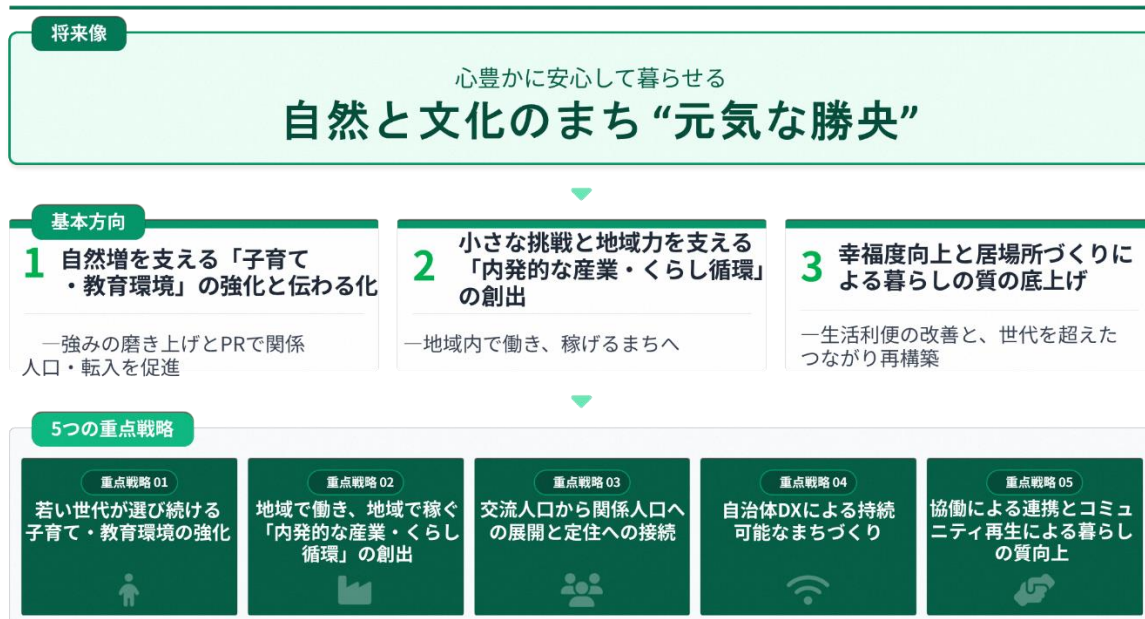 将来像
心豊かに安心して暮らせる
自然と文化のまち “元気な勝央”
基本方向
1
自然増を支える「子育て
・教育環境」の強化と伝わる化
―強みの磨き上げとPRで関係
人口・転入を促進
2
小さな挑戦と地域力を支える
「内発的な産業・くらし循環」
の創出
―地域内で働き、稼げるまちへ
3
幸福度向上と居場所づくりに
よる暮らしの質の底上げ
―生活利便の改善と、世代を超えた
つながり再構築
5つの重点戦略
重点戦略 01
若い世代が選び続ける
子育て・教育環境の強化
重点戦略 02
地域で働き、地域で稼ぐ
「内発的な産業・くらし
循環」の創出
重点戦略 03
交流人口から関係人口へ
の展開と定住への接続
重点戦略 04
自治体DXによる持続
可能なまちづくり
重点戦略 05
協働による連携とコミュ
ニティ再生による暮らし
の質向上